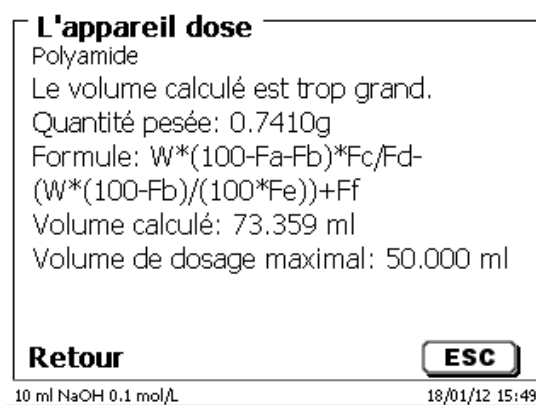 L'appareil dose
Polyamide
Le volume calculé est trop grand.
Quantité pesée: 0.7410g
Formule: W*(100-Fa-Fb)*Fc/Fd-
(W*(100-Fb)/(100*Fe))+Ff
Volume calculé: 73.359 ml
Volume de dosage maximal: 50.000 ml
Retour ESC
10 ml NaOH 0.1 mol/L 18/01/12 15:49